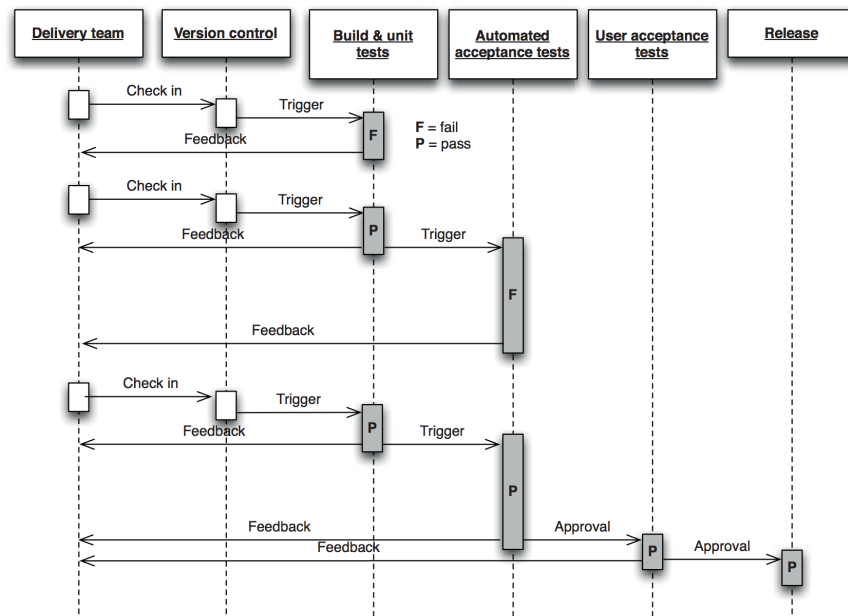 Delivery team
Version control
Build & unit
tests
Automated
acceptance tests
User acceptance
tests
Release
Check in
Trigger
F
F = fail
P = pass
Feedback
Check in
Trigger
P
Feedback
Trigger
F
Feedback
Check in
Trigger
P
Feedback
Trigger
P
Feedback
Approval
P
Feedback
Approval
P